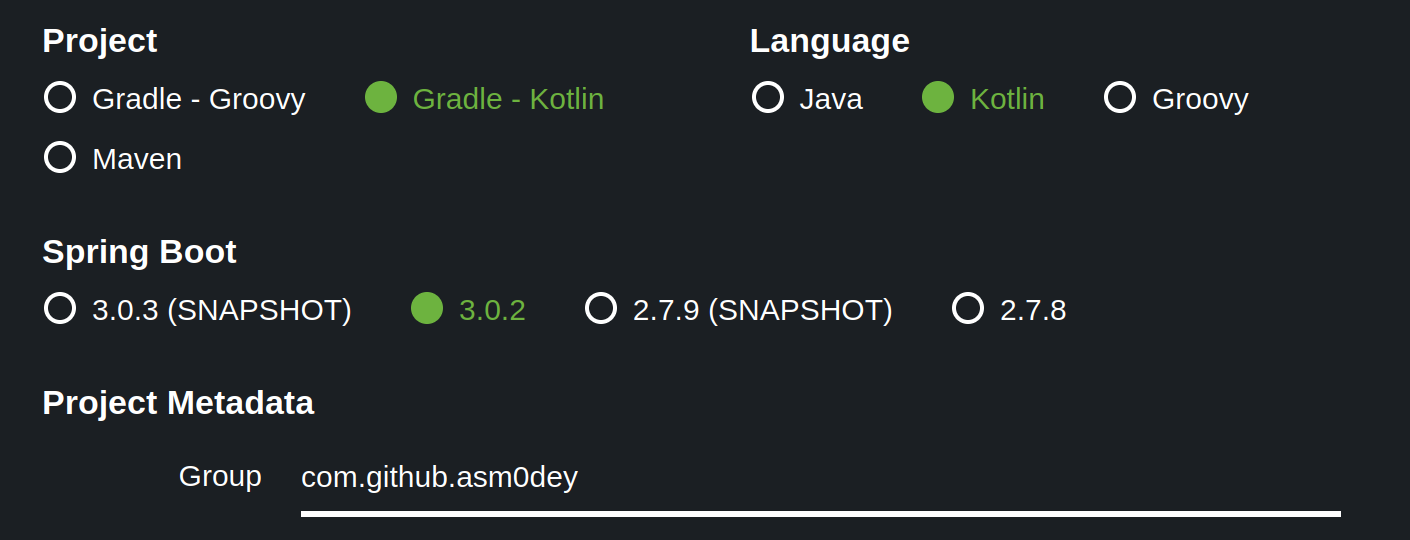 Project
Gradle - Groovy Gradle - Kotlin
Maven
Language
Java Kotlin Groovy
Spring Boot
3.0.3 (SNAPSHOT) 3.0.2 2.7.9 (SNAPSHOT) 2.7.8
Project Metadata
Group com.github.asm0dey